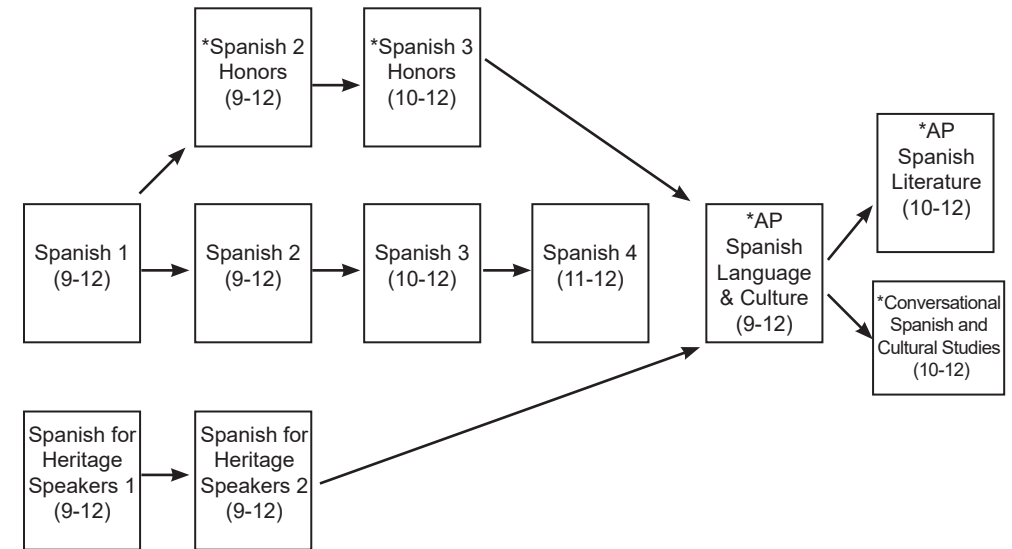 *Spanish 2
Honors
(9-12)
*Spanish 3
Honors
(10-12)
*AP
Spanish
Literature
(10-12)
Spanish 1
(9-12)
Spanish 2
(9-12)
Spanish 3
(10-12)
Spanish 4
(11-12)
*AP
Spanish
Language
& Culture
(9-12)
*Conversational
Spanish and
Cultural Studies
(10-12)
Spanish for
Heritage
Speakers 1
(9-12)
Spanish for
Heritage
Speakers 2
(9-12)